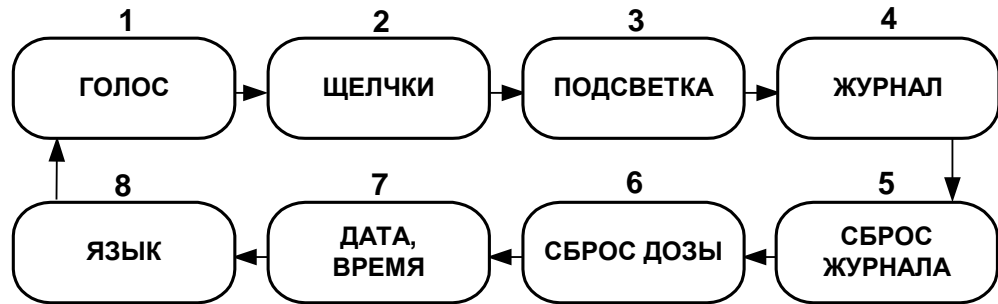 1 2 3 4
ГОЛОС ЩЕЛЧКИ ПОДСВЕТКА ЖУРНАЛ
8 7 6 5
ЯЗЫК ДАТА, ВРЕМЯ СБРОС ДОЗЫ СБРОС ЖУРНАЛА